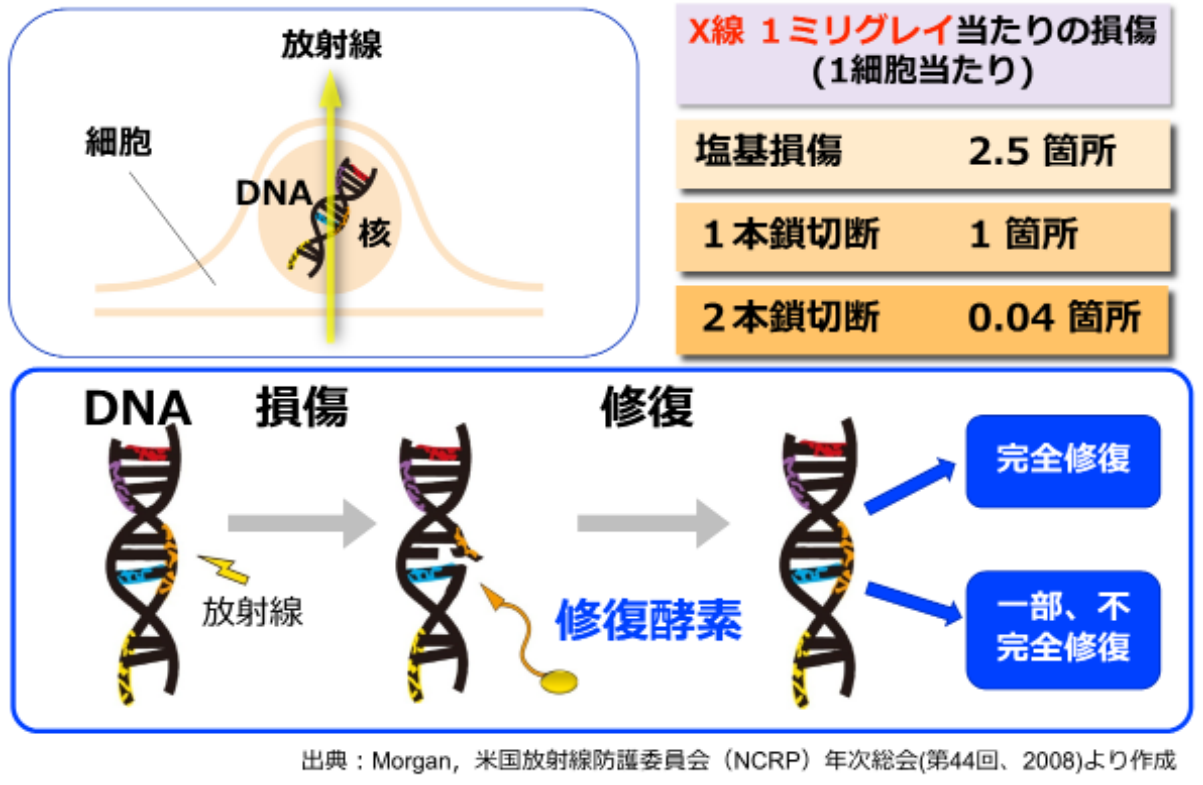 放射線
細胞
DNA
核
X線 １ミリグレイ当たりの損傷
(1細胞当たり)
塩基損傷 2.5 箇所
１本鎖切断 1 箇所
２本鎖切断 0.04 箇所
DNA 損傷 修復
放射線
修復酵素
完全修復
一部、不
完全修復
出典：Morgan，米国放射線防護委員会（NCRP）年次総会(第44回、2008)より作成